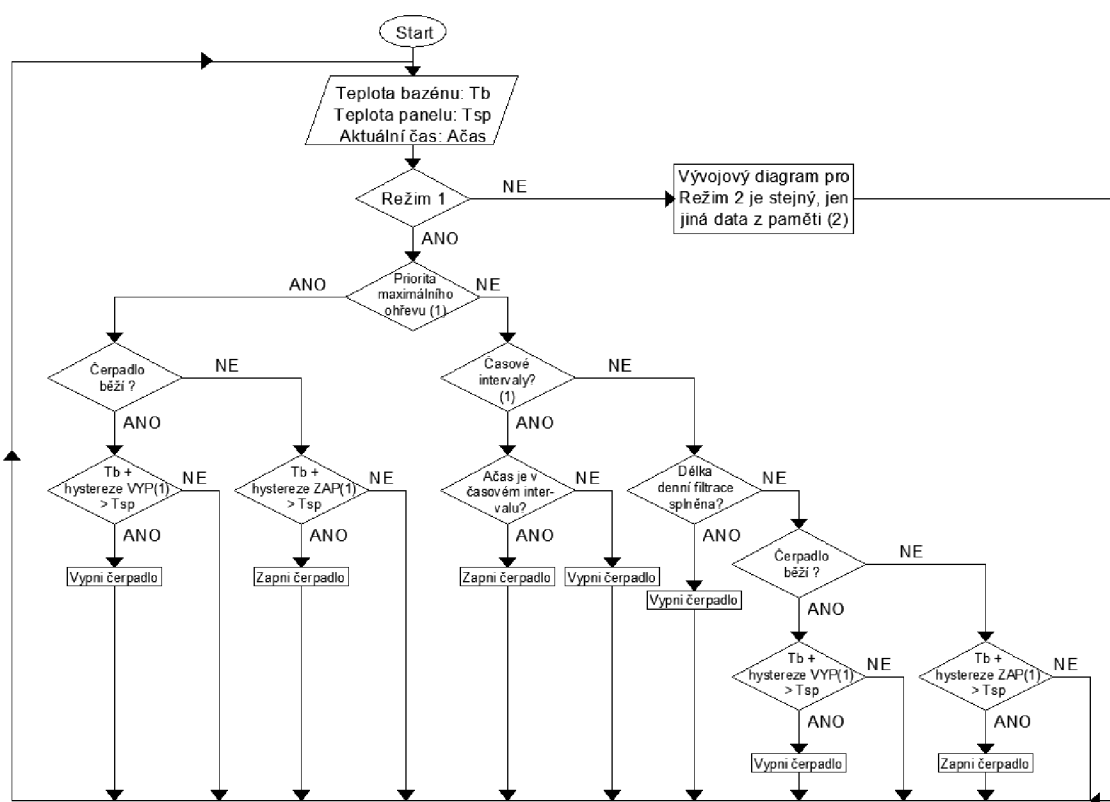 Start
Teplota bazénu: Tb
Teplota panelu: Tsp
Aktuální čas: Ačas
Režim 1
NE
Vývojový diagram pro
Režim 2 je stejný, jen
jiná data z paměti (2)
ANO
Priorita
maximálního
ohřevu (1)
ANO
NE
Čerpadlo
běží ?
NE
ANO
Časové
intervaly?
(1)
NE
ANO
Tb +
hystereze VYP(1)
> Tsp
NE
ANO
Vypni čerpadlo
Tb +
hystereze ZAP(1)
> Tsp
NE
ANO
Zapni čerpadlo
Ačas je v
časovém inter-
valu?
NE
ANO
Zapni čerpadlo
Vypni čerpadlo
Délka
denní filtrace
splněna?
NE
ANO
Vypni čerpadlo
Čerpadlo
běží ?
NE
ANO
Tb +
hystereze VYP(1)
> Tsp
NE
ANO
Vypni čerpadlo
Tb +
hystereze ZAP(1)
> Tsp
NE
ANO
Zapni čerpadlo